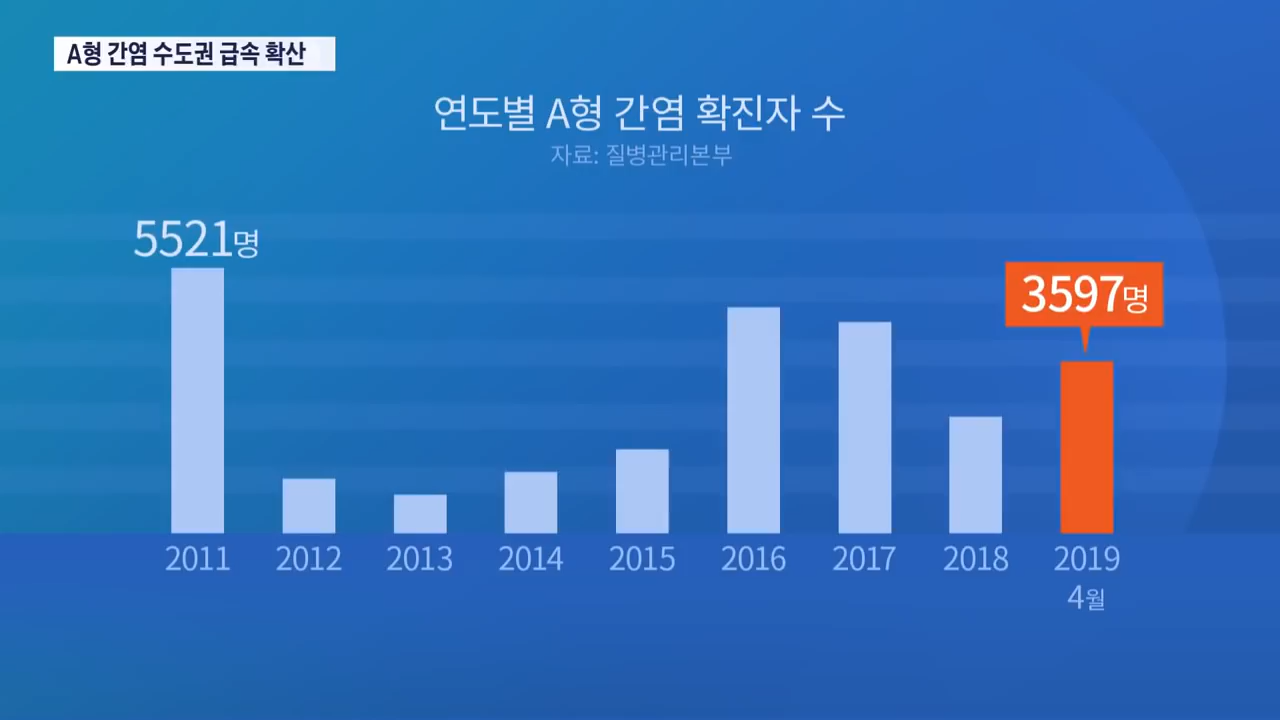 A형 간염 수도권 급속 확산
연도별 A형 간염 확진자 수
자료: 질병관리본부
5521명
3597명
2011 2012 2013 2014 2015 2016 2017 2018 2019
4월